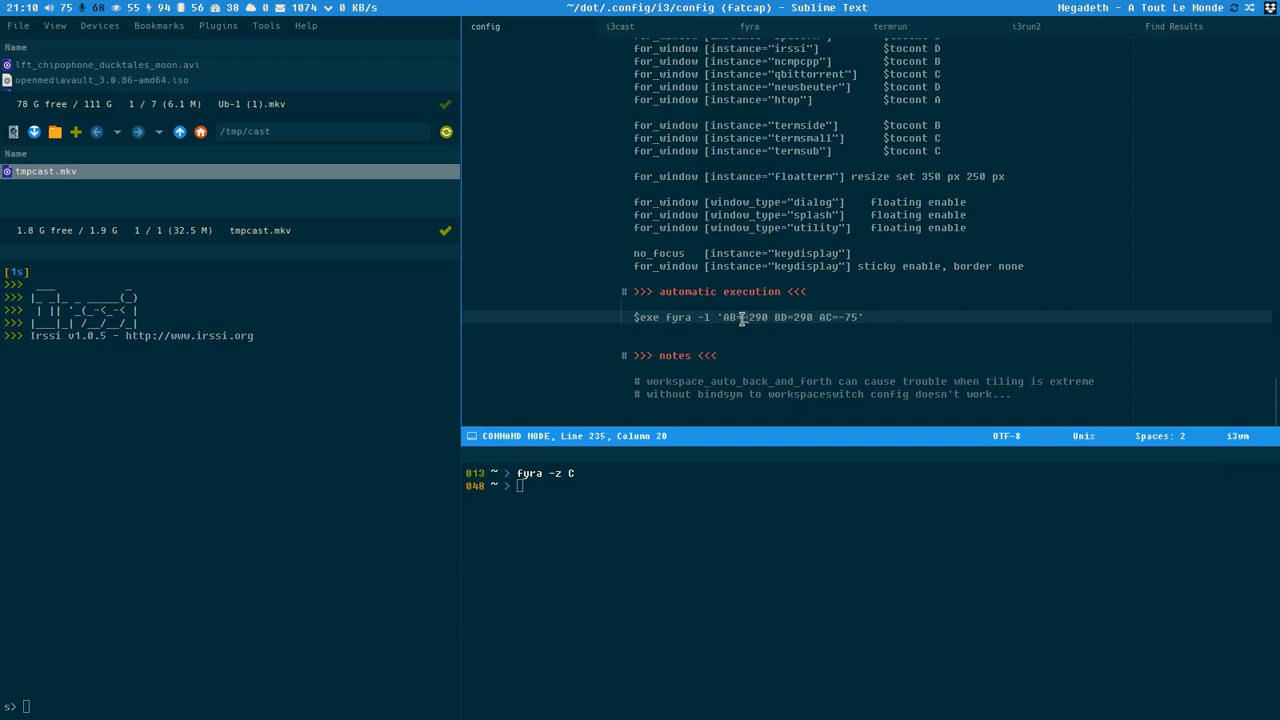 21:10 75 68 55 94 56 38 0 1074 0 KB/s
~/dot/.config/i3/config (fatcap) - Sublime Text
Megadeth - A Tout Le Monde
File View Devices Bookmarks Plugins Tools Help
Name
lft_chipophone_ducktales_moon.avi
openmediavault_3.0.86-amd64.iso
78 G free / 111 G 1 / 7 (6.1 M) Ub-1 (1).mkv
/tmp/cast
Name
tmpcast.mkv
1.8 G free / 1.9 G 1 / 1 (32.5 M) tmpcast.mkv
[1s]
>>> ___ _
>>> |_ _|_ _ _____(_)
>>> | || '_(_-<_-< |
>>> |___|_| /__/__/_|
>>> Irssi v1.0.5 - http://www.irssi.org
s>
config i3cast fyra termrun i3run2 Find Results
for_window [instance="irssi"] $tocont D
for_window [instance="ncmpcpp"] $tocont B
for_window [instance="qbittorrent"] $tocont C
for_window [instance="newsbeuter"] $tocont D
for_window [instance="htop"] $tocont A
for_window [instance="termside"] $tocont B
for_window [instance="termsmall"] $tocont C
for_window [instance="termsub"] $tocont C
for_window [instance="floatterm"] resize set 350 px 250 px
for_window [window_type="dialog"] floating enable
for_window [window_type="splash"] floating enable
for_window [window_type="utility"] floating enable
no_focus [instance="keydisplay"]
for_window [instance="keydisplay"] sticky enable, border none
# >>> automatic execution <<<
$exe fyra -l 'AB=-290 BD=290 AC=-75'
# >>> notes <<<
# workspace_auto_back_and_forth can cause trouble when tiling is extreme
# without bindsym to workspaceswitch config doesn't work...
COMMAND MODE, Line 235, Column 20 UTF-8 Unix Spaces: 2 i3wm
013 ~ > fyra -z C
048 ~ >